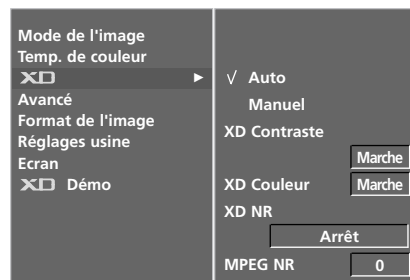 Mode de l'image
Temp. de couleur
XD
Avancé
Format de l'image
Réglages usine
Ecran
XD Démo
√ Auto
Manuel
XD Contraste
Marche
XD Couleur Marche
XD NR
Arrêt
MPEG NR 0